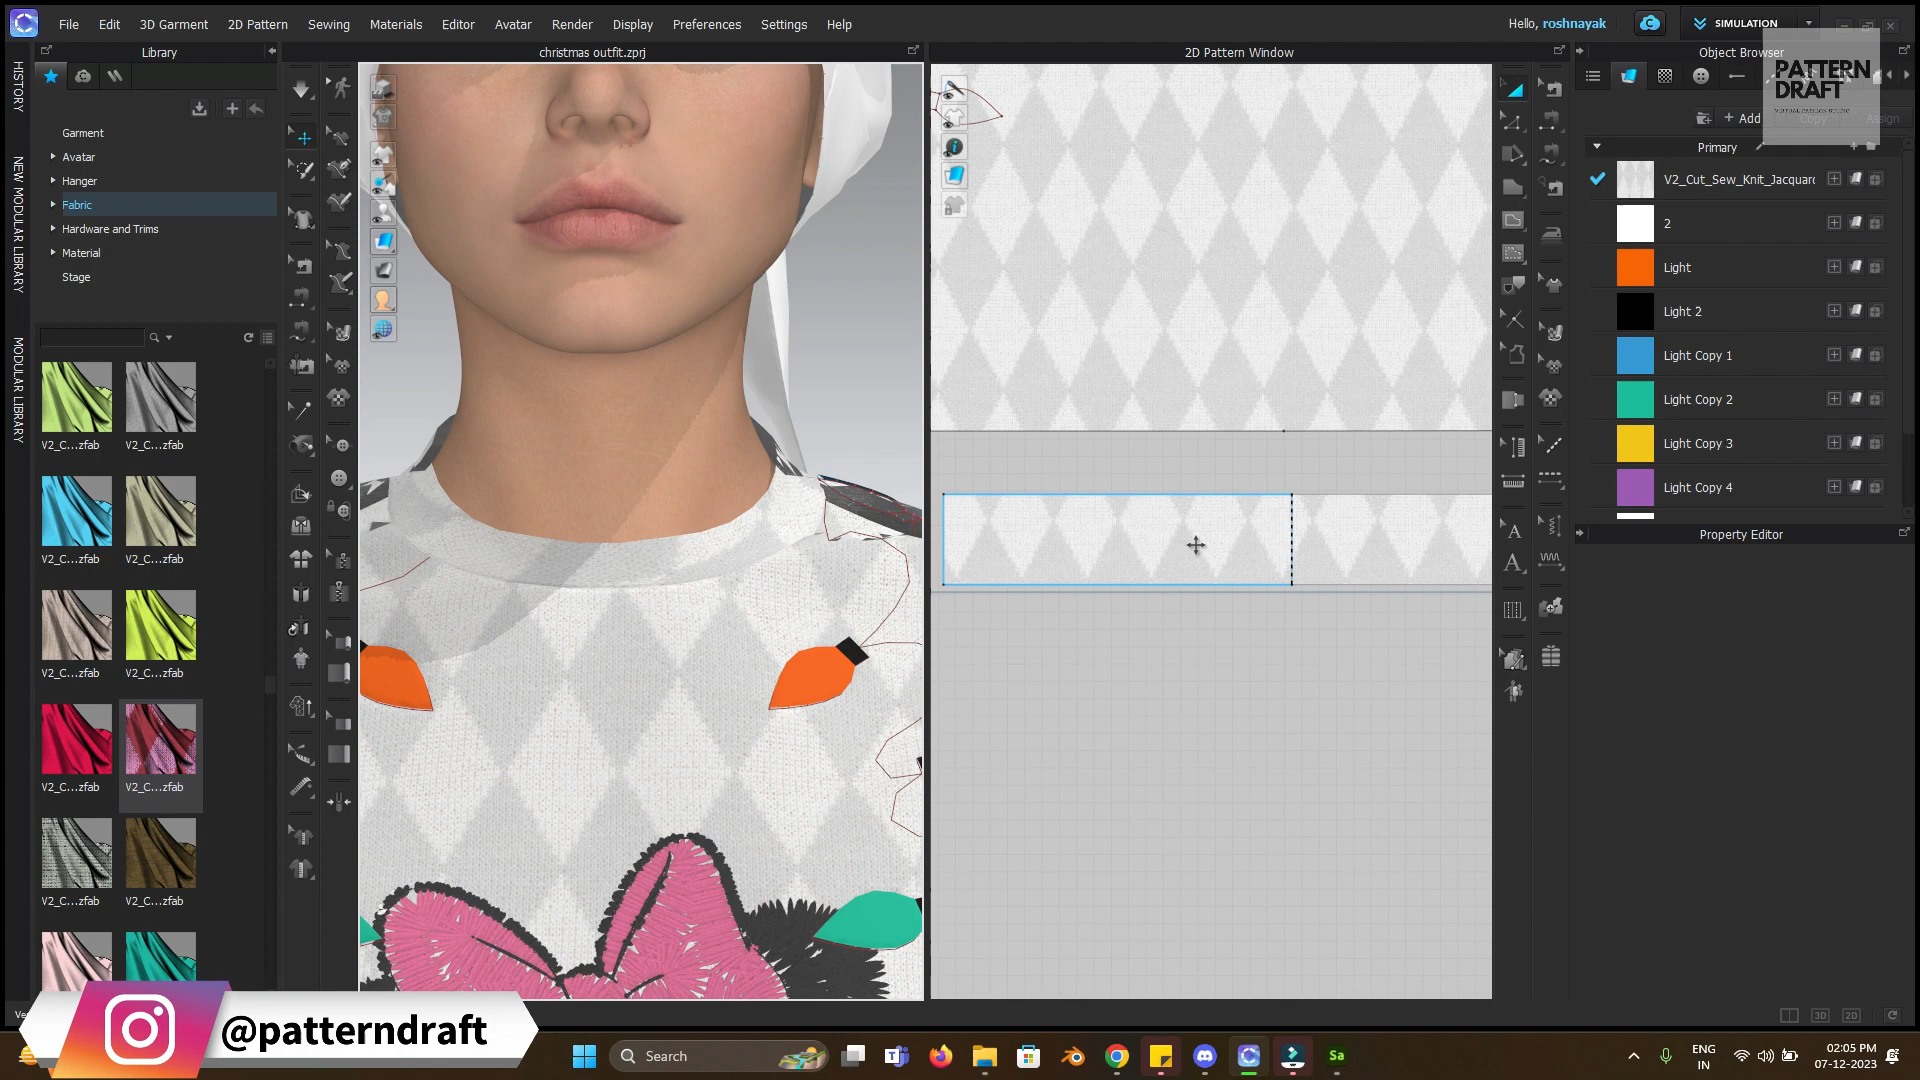 File Edit 3D Garment 2D Pattern Sewing Materials Editor Avatar Render Display Preferences Settings Help
Hello, roshnayak
SIMULATION
Library
christmas outfit.zprj
2D Pattern Window
Object Browser
PATTERN
DRAFT
HISTORY
NEW MODULAR LIBRARY
MODULAR LIBRARY
Garment
Avatar
Hanger
Fabric
Hardware and Trims
Material
Stage
V2_C...zfab V2_C...zfab
V2_C...zfab V2_C...zfab
V2_C...zfab V2_C...zfab
V2_C...zfab V2_C...zfab
V2_C...zfab V2_C...zfab
+ Add
Copy
Assign
Primary
V2_Cut_Sew_Knit_Jacquard
2
Light
Light 2
Light Copy 1
Light Copy 2
Light Copy 3
Light Copy 4
Property Editor
3D 2D
@patterndraft
Search
Sa
ENG
IN
02:05 PM
07-12-2023